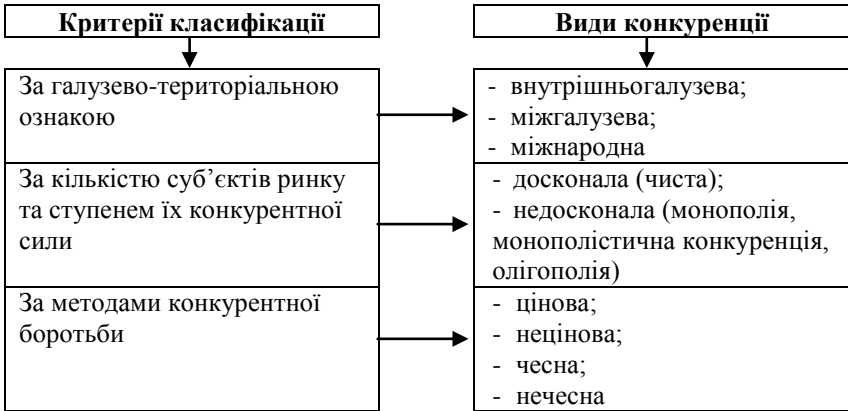 Критерії класифікації
Види конкуренції
За галузево-територіальною
ознакою
- внутрішньогалузева;
- міжгалузева;
- міжнародна
За кількістю суб’єктів ринку
та ступенем їх конкурентної
сили
- досконала (чиста);
- недосконала (монополія,
монополістична конкуренція,
олігополія)
За методами конкурентної
боротьби
- цінова;
- нецінова;
- чесна;
- нечесна